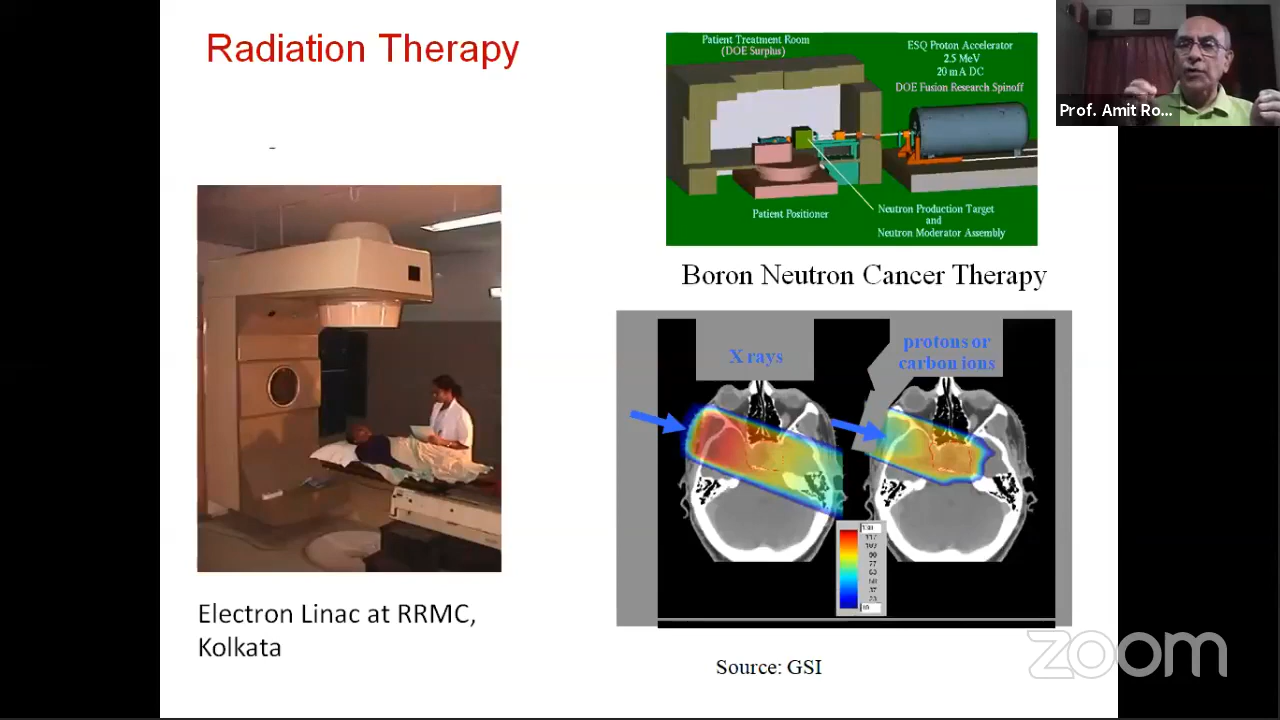 Radiation Therapy
Patient Treatment Room
(DOE Surplus)
ESQ Proton Accelerator
2.5 MeV
20 mA DC
DOE Fusion Research Spinoff
Patient Positioner
Neutron Production Target
and
Neutron Moderator Assembly
Boron Neutron Cancer Therapy
X rays
protons or
carbon ions
Electron Linac at RRMC,
Kolkata
Source: GSI
Prof. Amit Ro...
zoom